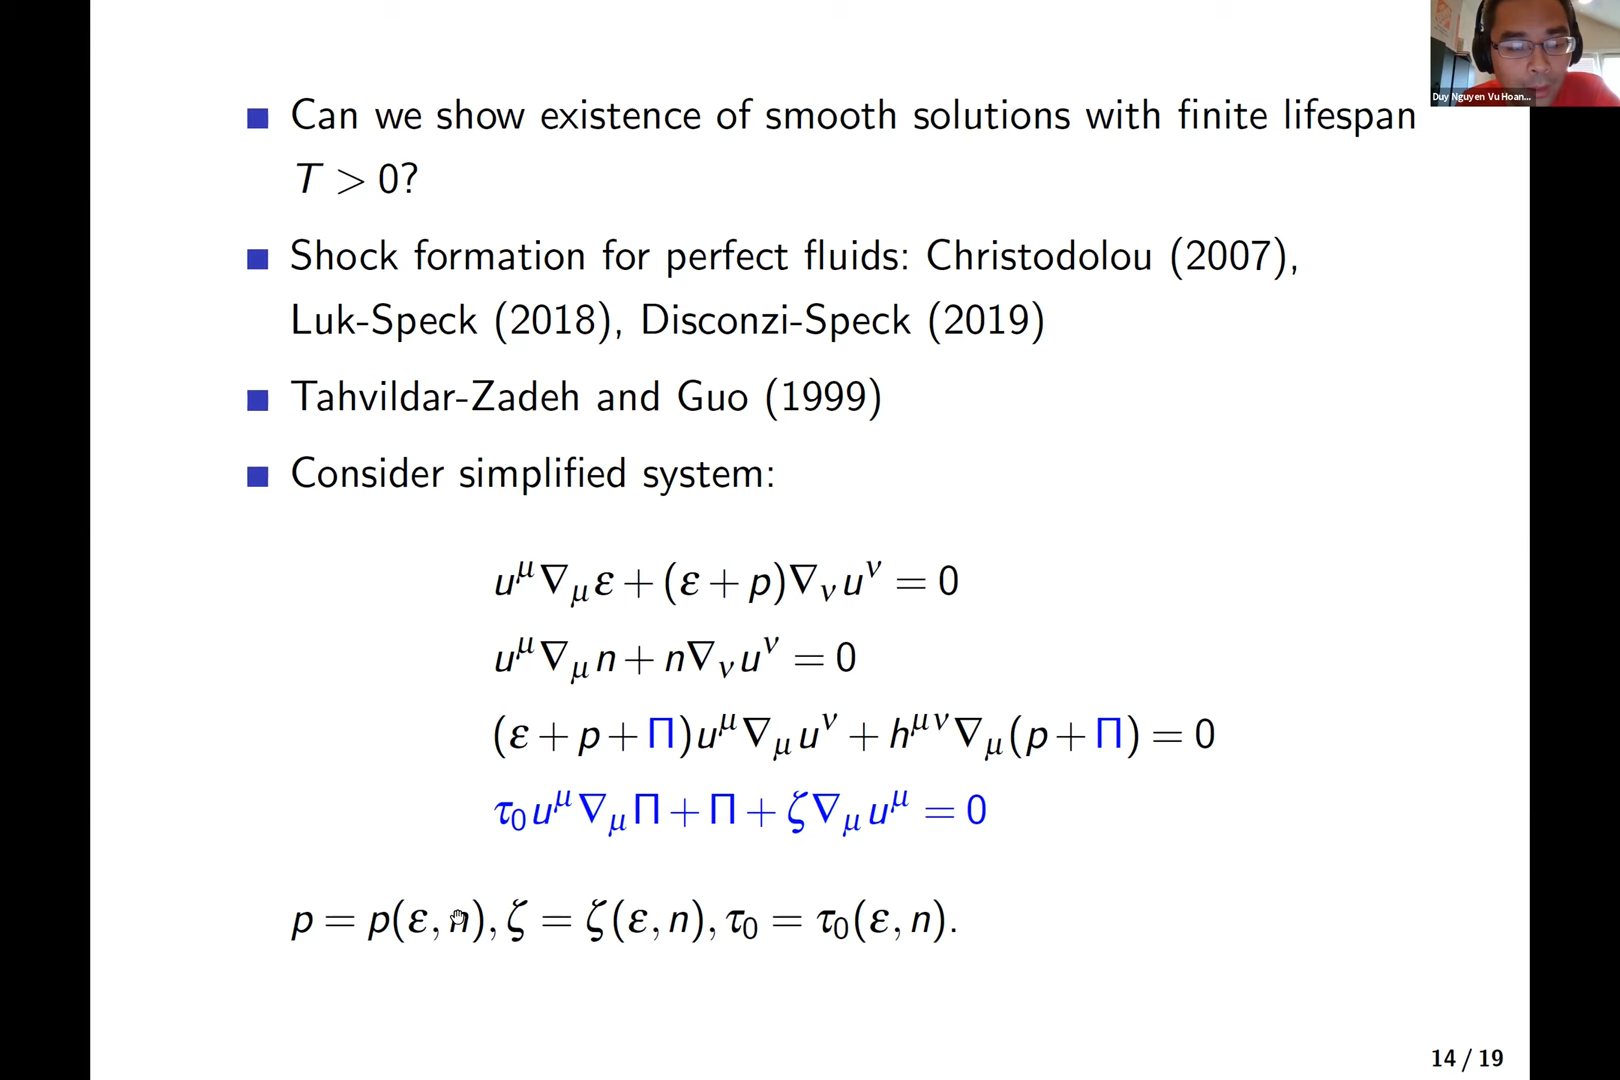 Duy Nguyen Vu Hoan...
■ Can we show existence of smooth solutions with finite lifespan
T > 0?
■ Shock formation for perfect fluids: Christodolou (2007),
Luk-Speck (2018), Disconzi-Speck (2019)
■ Tahvildar-Zadeh and Guo (1999)
■ Consider simplified system:
u^μ ∇_μ ε + (ε + p)∇_ν u^ν = 0
u^μ ∇_μ n + n∇_ν u^ν = 0
(ε + p + Π)u^μ ∇_μ u^ν + h^{μν} ∇_μ (p + Π) = 0
τ_0 u^μ ∇_μ Π + Π + ζ∇_μ u^μ = 0
p = p(ε, n), ζ = ζ(ε, n), τ_0 = τ_0(ε, n).
14 / 19